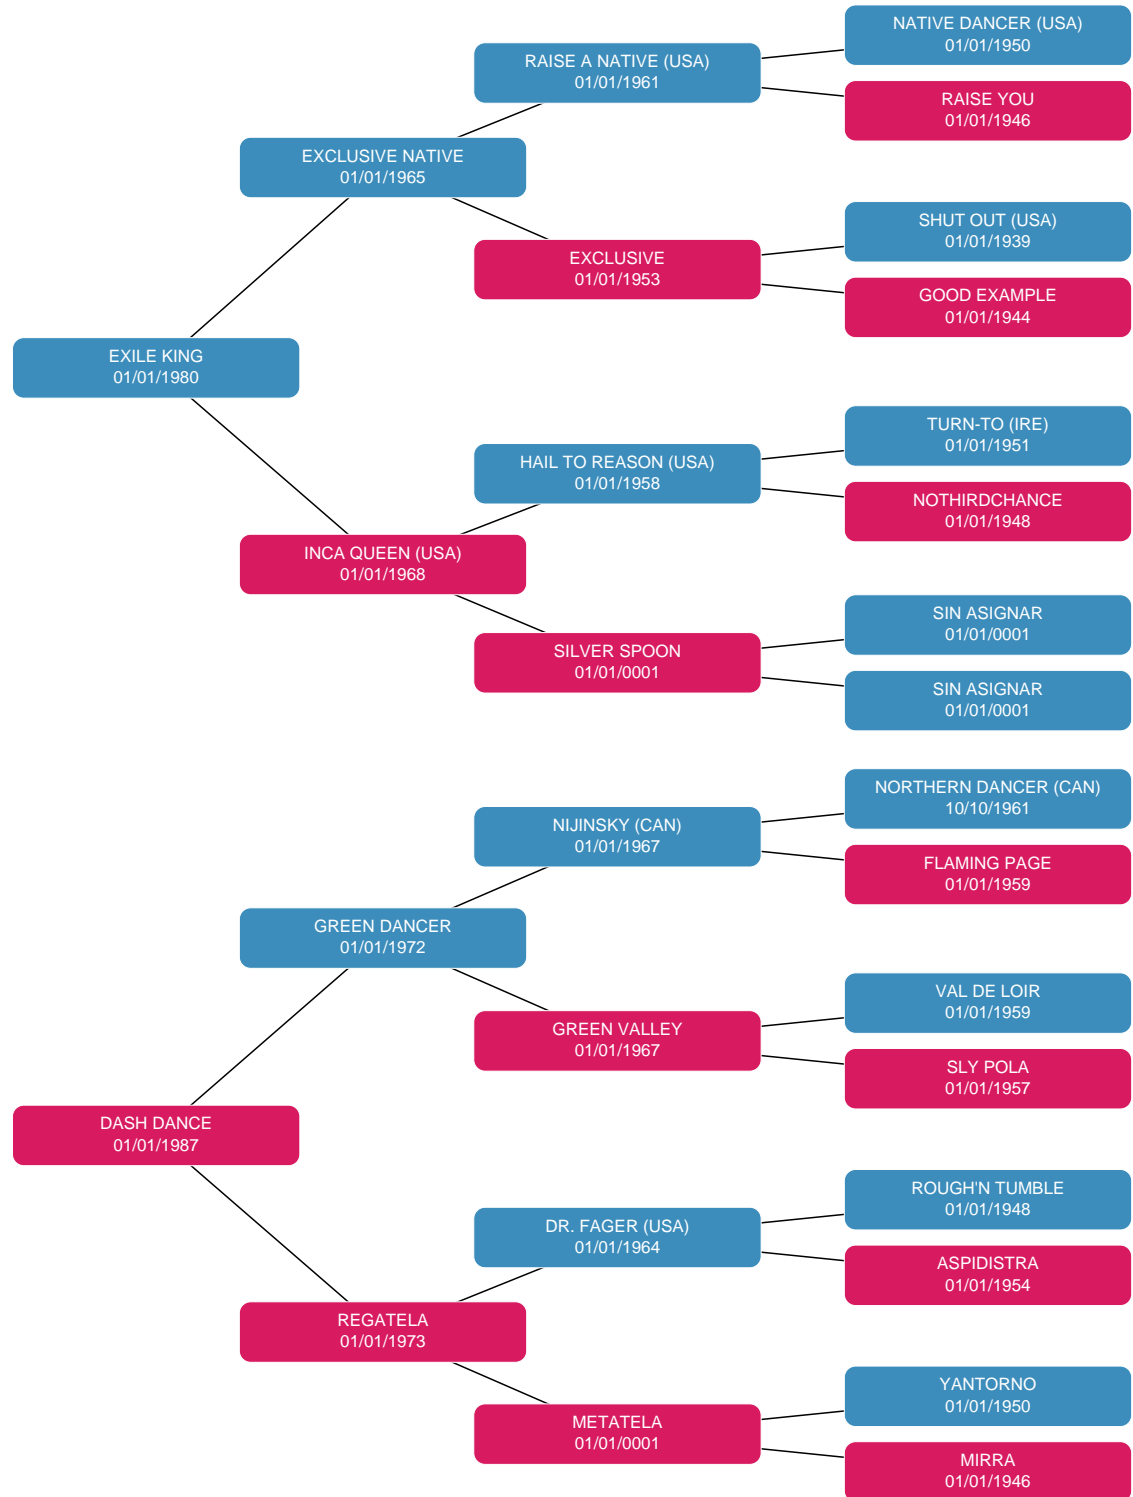 NATIVE DANCER (USA)
01/01/1950
RAISE A NATIVE (USA)
01/01/1961
RAISE YOU
01/01/1946
EXCLUSIVE NATIVE
01/01/1965
SHUT OUT (USA)
01/01/1939
EXCLUSIVE
01/01/1953
GOOD EXAMPLE
01/01/1944
EXILE KING
01/01/1980
TURN-TO (IRE)
01/01/1951
HAIL TO REASON (USA)
01/01/1958
NOTHIRDCHANCE
01/01/1948
INCA QUEEN (USA)
01/01/1968
SIN ASIGNAR
01/01/0001
SILVER SPOON
01/01/0001
SIN ASIGNAR
01/01/0001
NORTHERN DANCER (CAN)
10/10/1961
NIJINSKY (CAN)
01/01/1967
FLAMING PAGE
01/01/1959
GREEN DANCER
01/01/1972
VAL DE LOIR
01/01/1959
GREEN VALLEY
01/01/1967
SLY POLA
01/01/1957
DASH DANCE
01/01/1987
ROUGH'N TUMBLE
01/01/1948
DR. FAGER (USA)
01/01/1964
ASPIDISTRA
01/01/1954
REGATELA
01/01/1973
YANTORNO
01/01/1950
METATELA
01/01/0001
MIRRA
01/01/1946